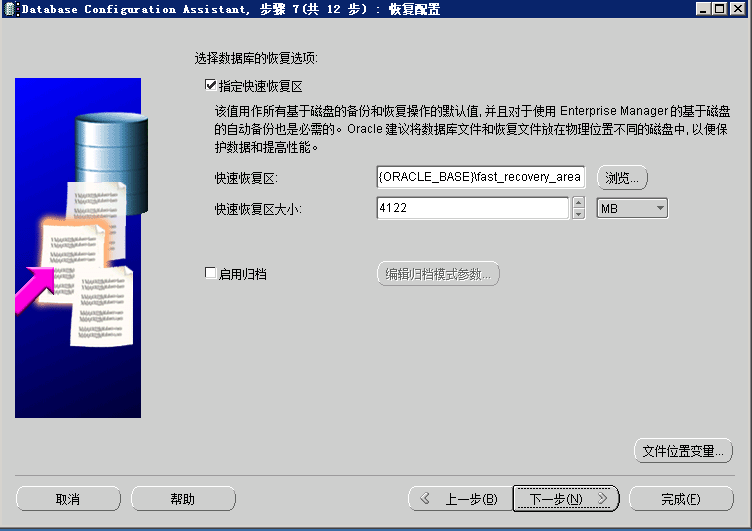 Database Configuration Assistant, 步骤 7(共 12 步) : 恢复配置
选择数据库的恢复选项:
指定快速恢复区
该值用作所有基于磁盘的备份和恢复操作的默认值, 并且对于使用 Enterprise Manager 的基于磁盘
的自动备份也是必需的。Oracle 建议将数据库文件和恢复文件放在物理位置不同的磁盘中, 以便保
护数据和提高性能。
快速恢复区: {ORACLE_BASE}\fast_recovery_area 浏览...
快速恢复区大小: 4122 MB
启用归档 编辑归档模式参数...
文件位置变量...
取消 帮助 上一步(B) 下一步(N) 完成(F)